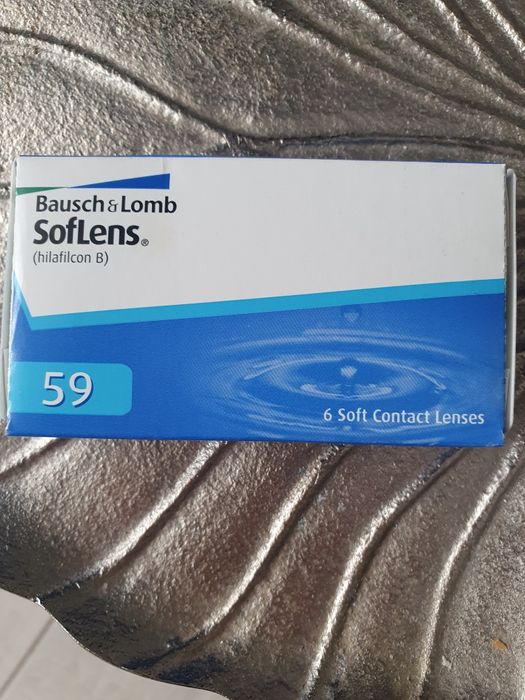 Bausch & Lomb
SofLens®
(hilafilcon B)
59
6 Soft Contact Lenses